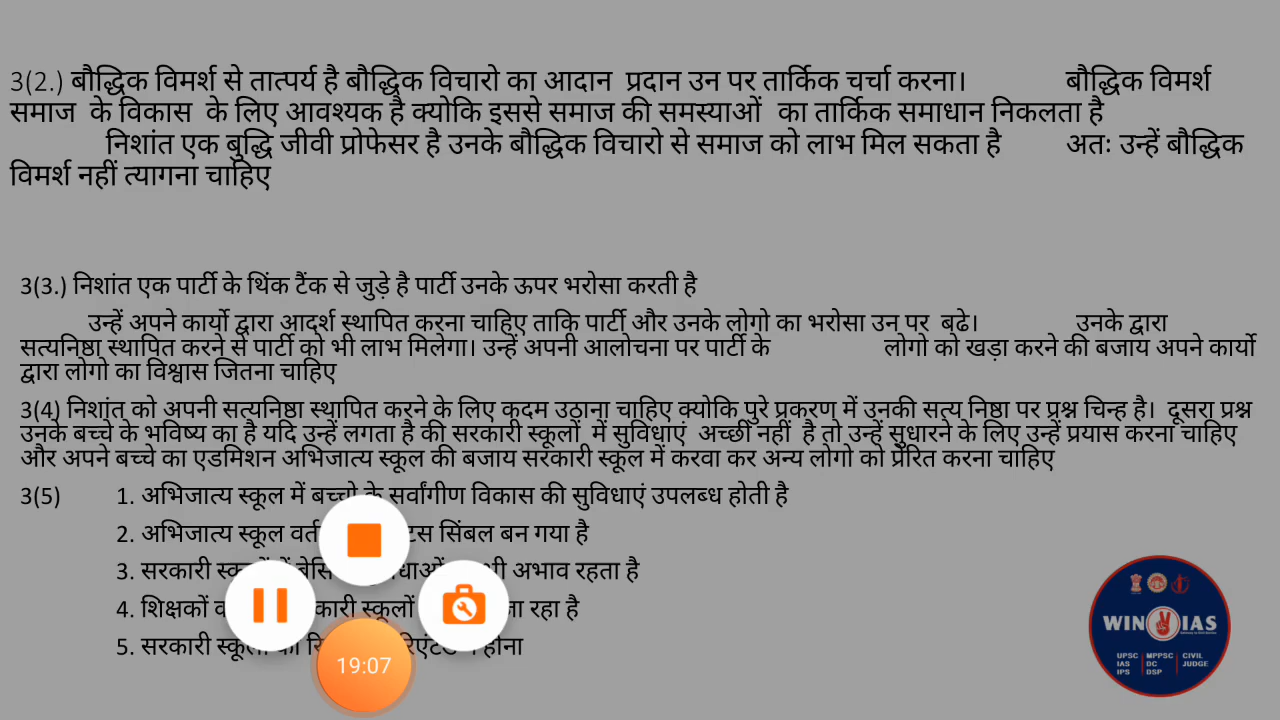 3(2.) बौद्धिक विमर्श से तात्पर्य है बौद्धिक विचारो का आदान प्रदान उन पर तार्किक चर्चा करना। बौद्धिक विमर्श
समाज के विकास के लिए आवश्यक है क्योकि इससे समाज की समस्याओं का तार्किक समाधान निकलता है
निशांत एक बुद्धि जीवी प्रोफेसर है उनके बौद्धिक विचारो से समाज को लाभ मिल सकता है अतः उन्हें बौद्धिक
विमर्श नहीं त्यागना चाहिए
3(3.) निशांत एक पार्टी के थिंक टैंक से जुड़े है पार्टी उनके ऊपर भरोसा करती है
उन्हें अपने कार्यो द्वारा आदर्श स्थापित करना चाहिए ताकि पार्टी और उनके लोगो का भरोसा उन पर बढे। उनके द्वारा
सत्यनिष्ठा स्थापित करने से पार्टी को भी लाभ मिलेगा। उन्हें अपनी आलोचना पर पार्टी के लोगो को खड़ा करने की बजाय अपने कार्यो
द्वारा लोगो का विश्वास जितना चाहिए
3(4) निशांत को अपनी सत्यनिष्ठा स्थापित करने के लिए कदम उठाना चाहिए क्योकि पुरे प्रकरण में उनकी सत्य निष्ठा पर प्रश्न चिन्ह है। दूसरा प्रश्न
उनके बच्चे के भविष्य का है यदि उन्हें लगता है की सरकारी स्कूलों में सुविधाएं अच्छी नहीं है तो उन्हें सुधारने के लिए उन्हें प्रयास करना चाहिए
और अपने बच्चे का एडमिशन अभिजात्य स्कूल की बजाय सरकारी स्कूल में करवा कर अन्य लोगो को प्रेरित करना चाहिए
3(5) 1. अभिजात्य स्कूल में बच्चो के सर्वांगीण विकास की सुविधाएं उपलब्ध होती है
2. अभिजात्य स्कूल सिंबल बन गया है
3. सरकारी अभाव रहता है
4. शिक्षकों स्कूलों रहा है
5. सरकारी होना
19:07
WIN IAS
UPSC MPPSC CIVIL
IAS DC JUDGE
IPS DSP